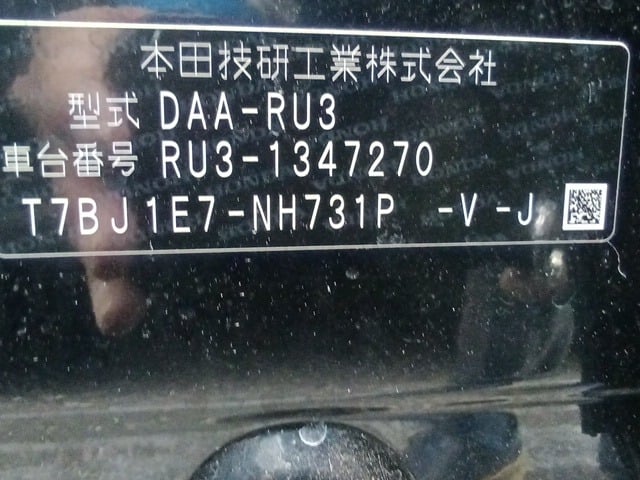 本田技研工業株式会社
型式 DAA-RU3
車台番号 RU3-1347270
T7BJ1E7-NH731P -V-J